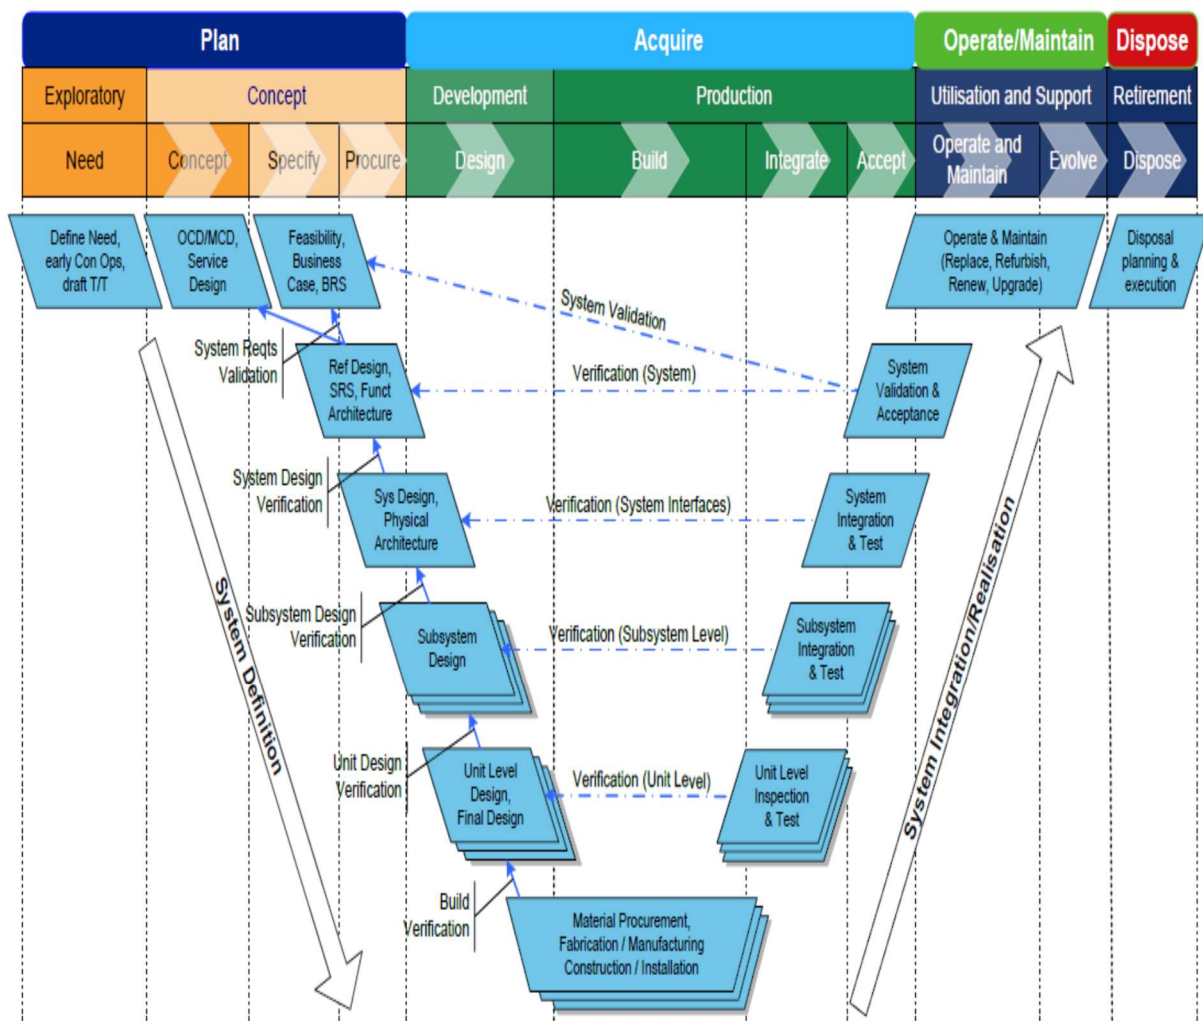 Plan
Acquire
Operate/Maintain
Dispose
Exploratory
Concept
Development
Production
Utilisation and Support
Retirement
Need
Concept
Specify
Procure
Design
Build
Integrate
Accept
Operate and
Maintain
Evolve
Dispose
Define Need,
early Con Ops,
draft T/T
OCD/MCD,
Service
Design
Feasibility,
Business
Case, BRS
Operate & Maintain
(Replace, Refurbish,
Renew, Upgrade)
Disposal
planning &
execution
System Validation
System Reqts
Validation
Ref Design,
SRS, Funct
Architecture
Verification (System)
System
Validation &
Acceptance
System Design
Verification
Sys Design,
Physical
Architecture
Verification (System Interfaces)
System
Integration
& Test
Subsystem Design
Verification
Subsystem
Design
Verification (Subsystem Level)
Subsystem
Integration
& Test
System Definition
System Integration/Realisation
Unit Design
Verification
Unit Level
Design,
Final Design
Verification (Unit Level)
Unit Level
Inspection
& Test
Build
Verification
Material Procurement,
Fabrication / Manufacturing
Construction / Installation